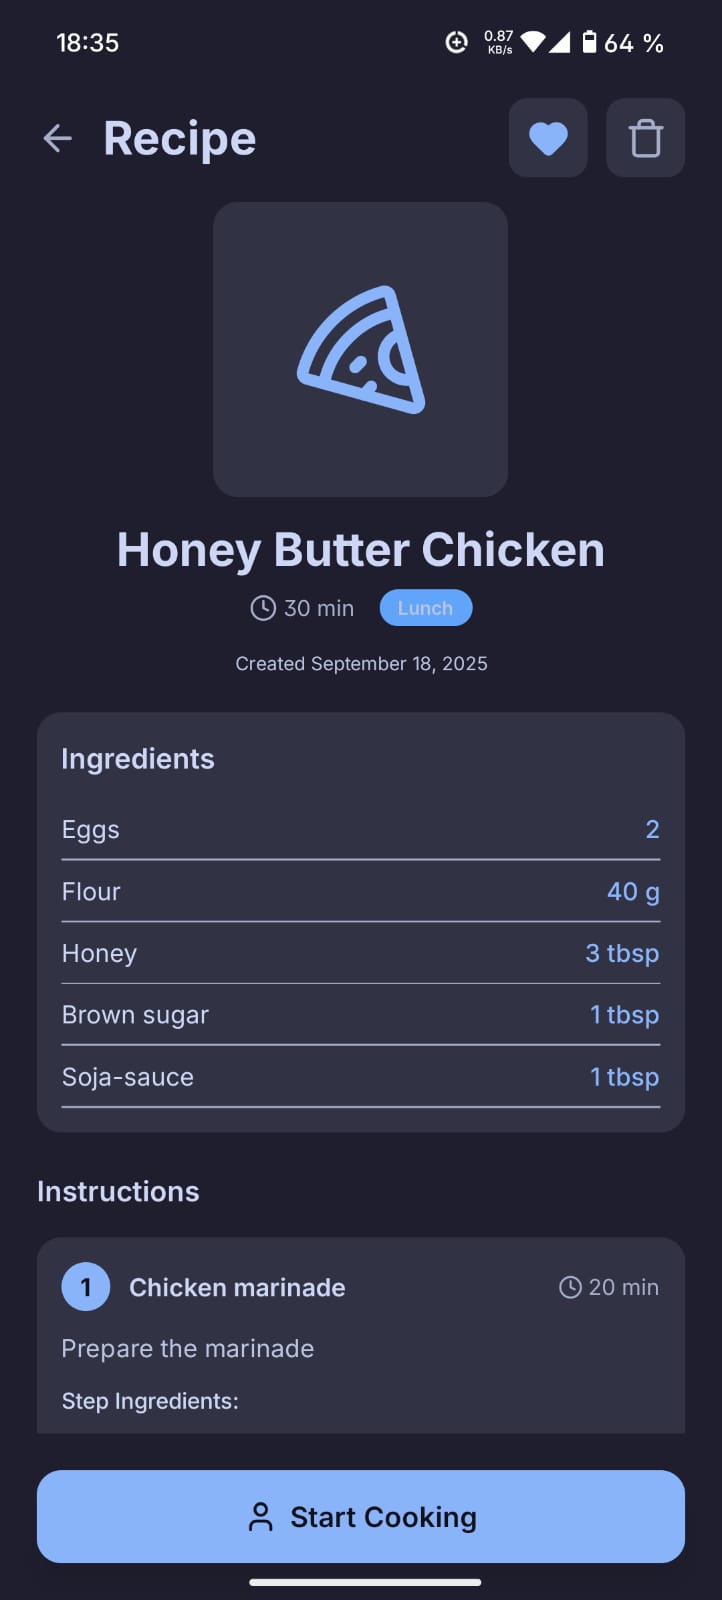 18:35
0.87
KB/s
64 %
Recipe
Honey Butter Chicken
30 min
Lunch
Created September 18, 2025
Ingredients
Eggs 2
Flour 40 g
Honey 3 tbsp
Brown sugar 1 tbsp
Soja-sauce 1 tbsp
Instructions
1 Chicken marinade 20 min
Prepare the marinade
Step Ingredients:
Start Cooking